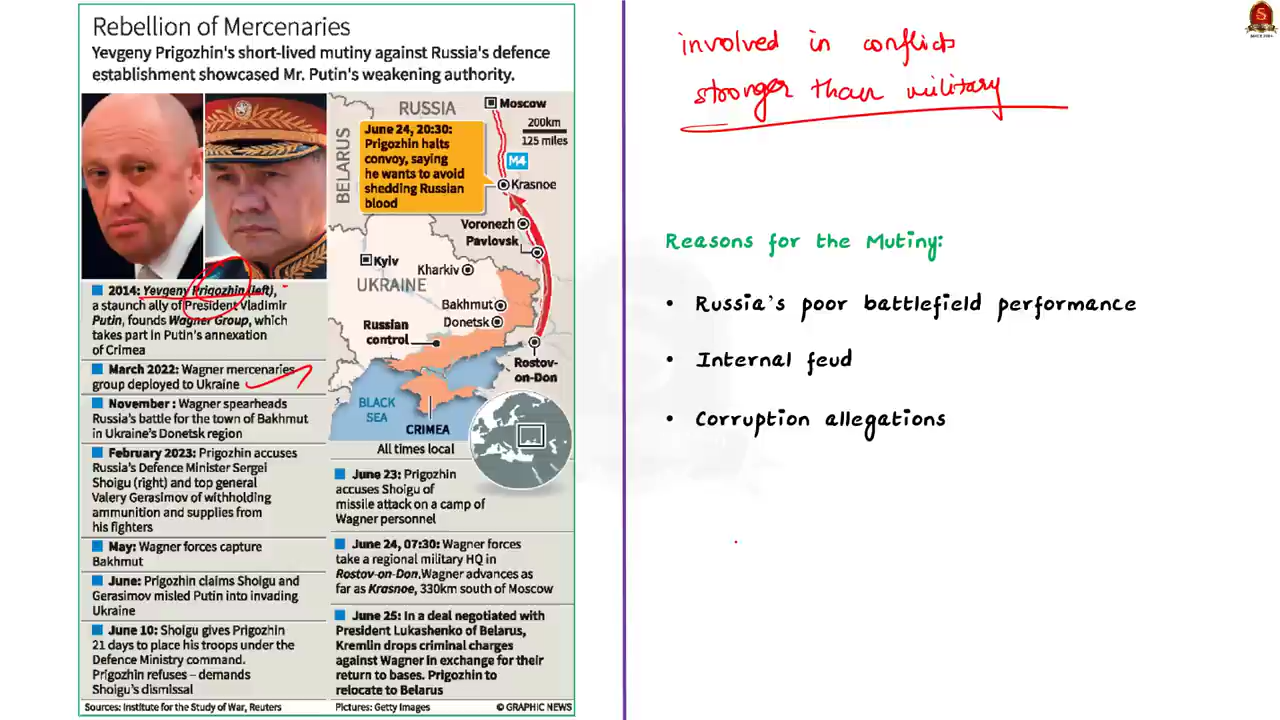 Rebellion of Mercenaries
Yevgeny Prigozhin's short-lived mutiny against Russia's defence
establishment showcased Mr. Putin's weakening authority.
RUSSIA
BELARUS
Moscow
200km
125 miles
June 24, 20:30:
Prigozhin halts
convoy, saying
he wants to avoid
shedding Russian
blood
M4
Krasnoe
Voronezh
Pavlovsk
Kyiv
Kharkiv
UKRAINE
Bakhmut
Donetsk
Russian
control
Rostov-
on-Don
BLACK
SEA
CRIMEA
All times local
2014: Yevgeny Prigozhin (left),
a staunch ally of President Vladimir
Putin, founds Wagner Group, which
takes part in Putin's annexation
of Crimea
March 2022: Wagner mercenaries
group deployed to Ukraine
November : Wagner spearheads
Russia's battle for the town of Bakhmut
in Ukraine's Donetsk region
February 2023: Prigozhin accuses
Russia's Defence Minister Sergei
Shoigu (right) and top general
Valery Gerasimov of withholding
ammunition and supplies from
his fighters
May: Wagner forces capture
Bakhmut
June: Prigozhin claims Shoigu and
Gerasimov misled Putin into invading
Ukraine
June 10: Shoigu gives Prigozhin
21 days to place his troops under the
Defence Ministry command.
Prigozhin refuses – demands
Shoigu's dismissal
June 23: Prigozhin
accuses Shoigu of
missile attack on a camp of
Wagner personnel
June 24, 07:30: Wagner forces
take a regional military HQ in
Rostov-on-Don.Wagner advances as
far as Krasnoe, 330km south of Moscow
June 25: In a deal negotiated with
President Lukashenko of Belarus,
Kremlin drops criminal charges
against Wagner in exchange for their
return to bases. Prigozhin to
relocate to Belarus
Sources: Institute for the Study of War, Reuters
Pictures: Getty Images
© GRAPHIC NEWS
involved in conflicts
stronger than military
Reasons for the Mutiny:
• Russia's poor battlefield performance
• Internal feud
• Corruption allegations